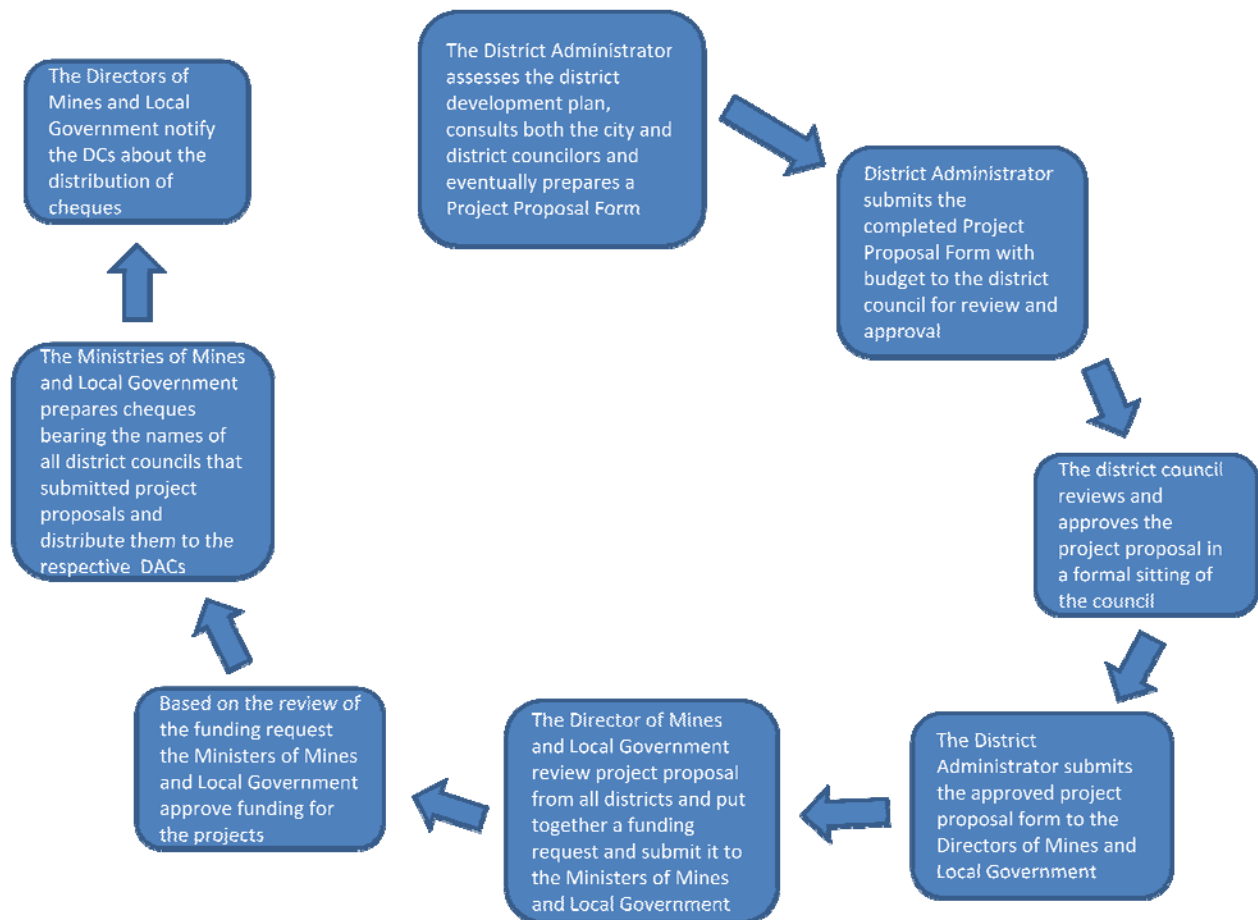 The District Administrator
assesses the district
development plan,
consults both the city and
district councilors and
eventually prepares a
Project Proposal Form
District Administrator
submits the
completed Project
Proposal Form with
budget to the district
council for review and
approval
The district council
reviews and
approves the
project proposal in
a formal sitting of
the council
The District
Administrator submits
the approved project
proposal form to the
Directors of Mines and
Local Government
The Director of Mines
and Local Government
review project proposal
from all districts and put
together a funding
request and submit it to
the Ministers of Mines
and Local Government
Based on the review of
the funding request
the Ministers of Mines
and Local Government
approve funding for
the projects
The Ministries of Mines
and Local Government
prepares cheques
bearing the names of
all district councils that
submitted project
proposals and
distribute them to the
respective DACs
The Directors of
Mines and Local
Government notify
the DCs about the
distribution of
cheques